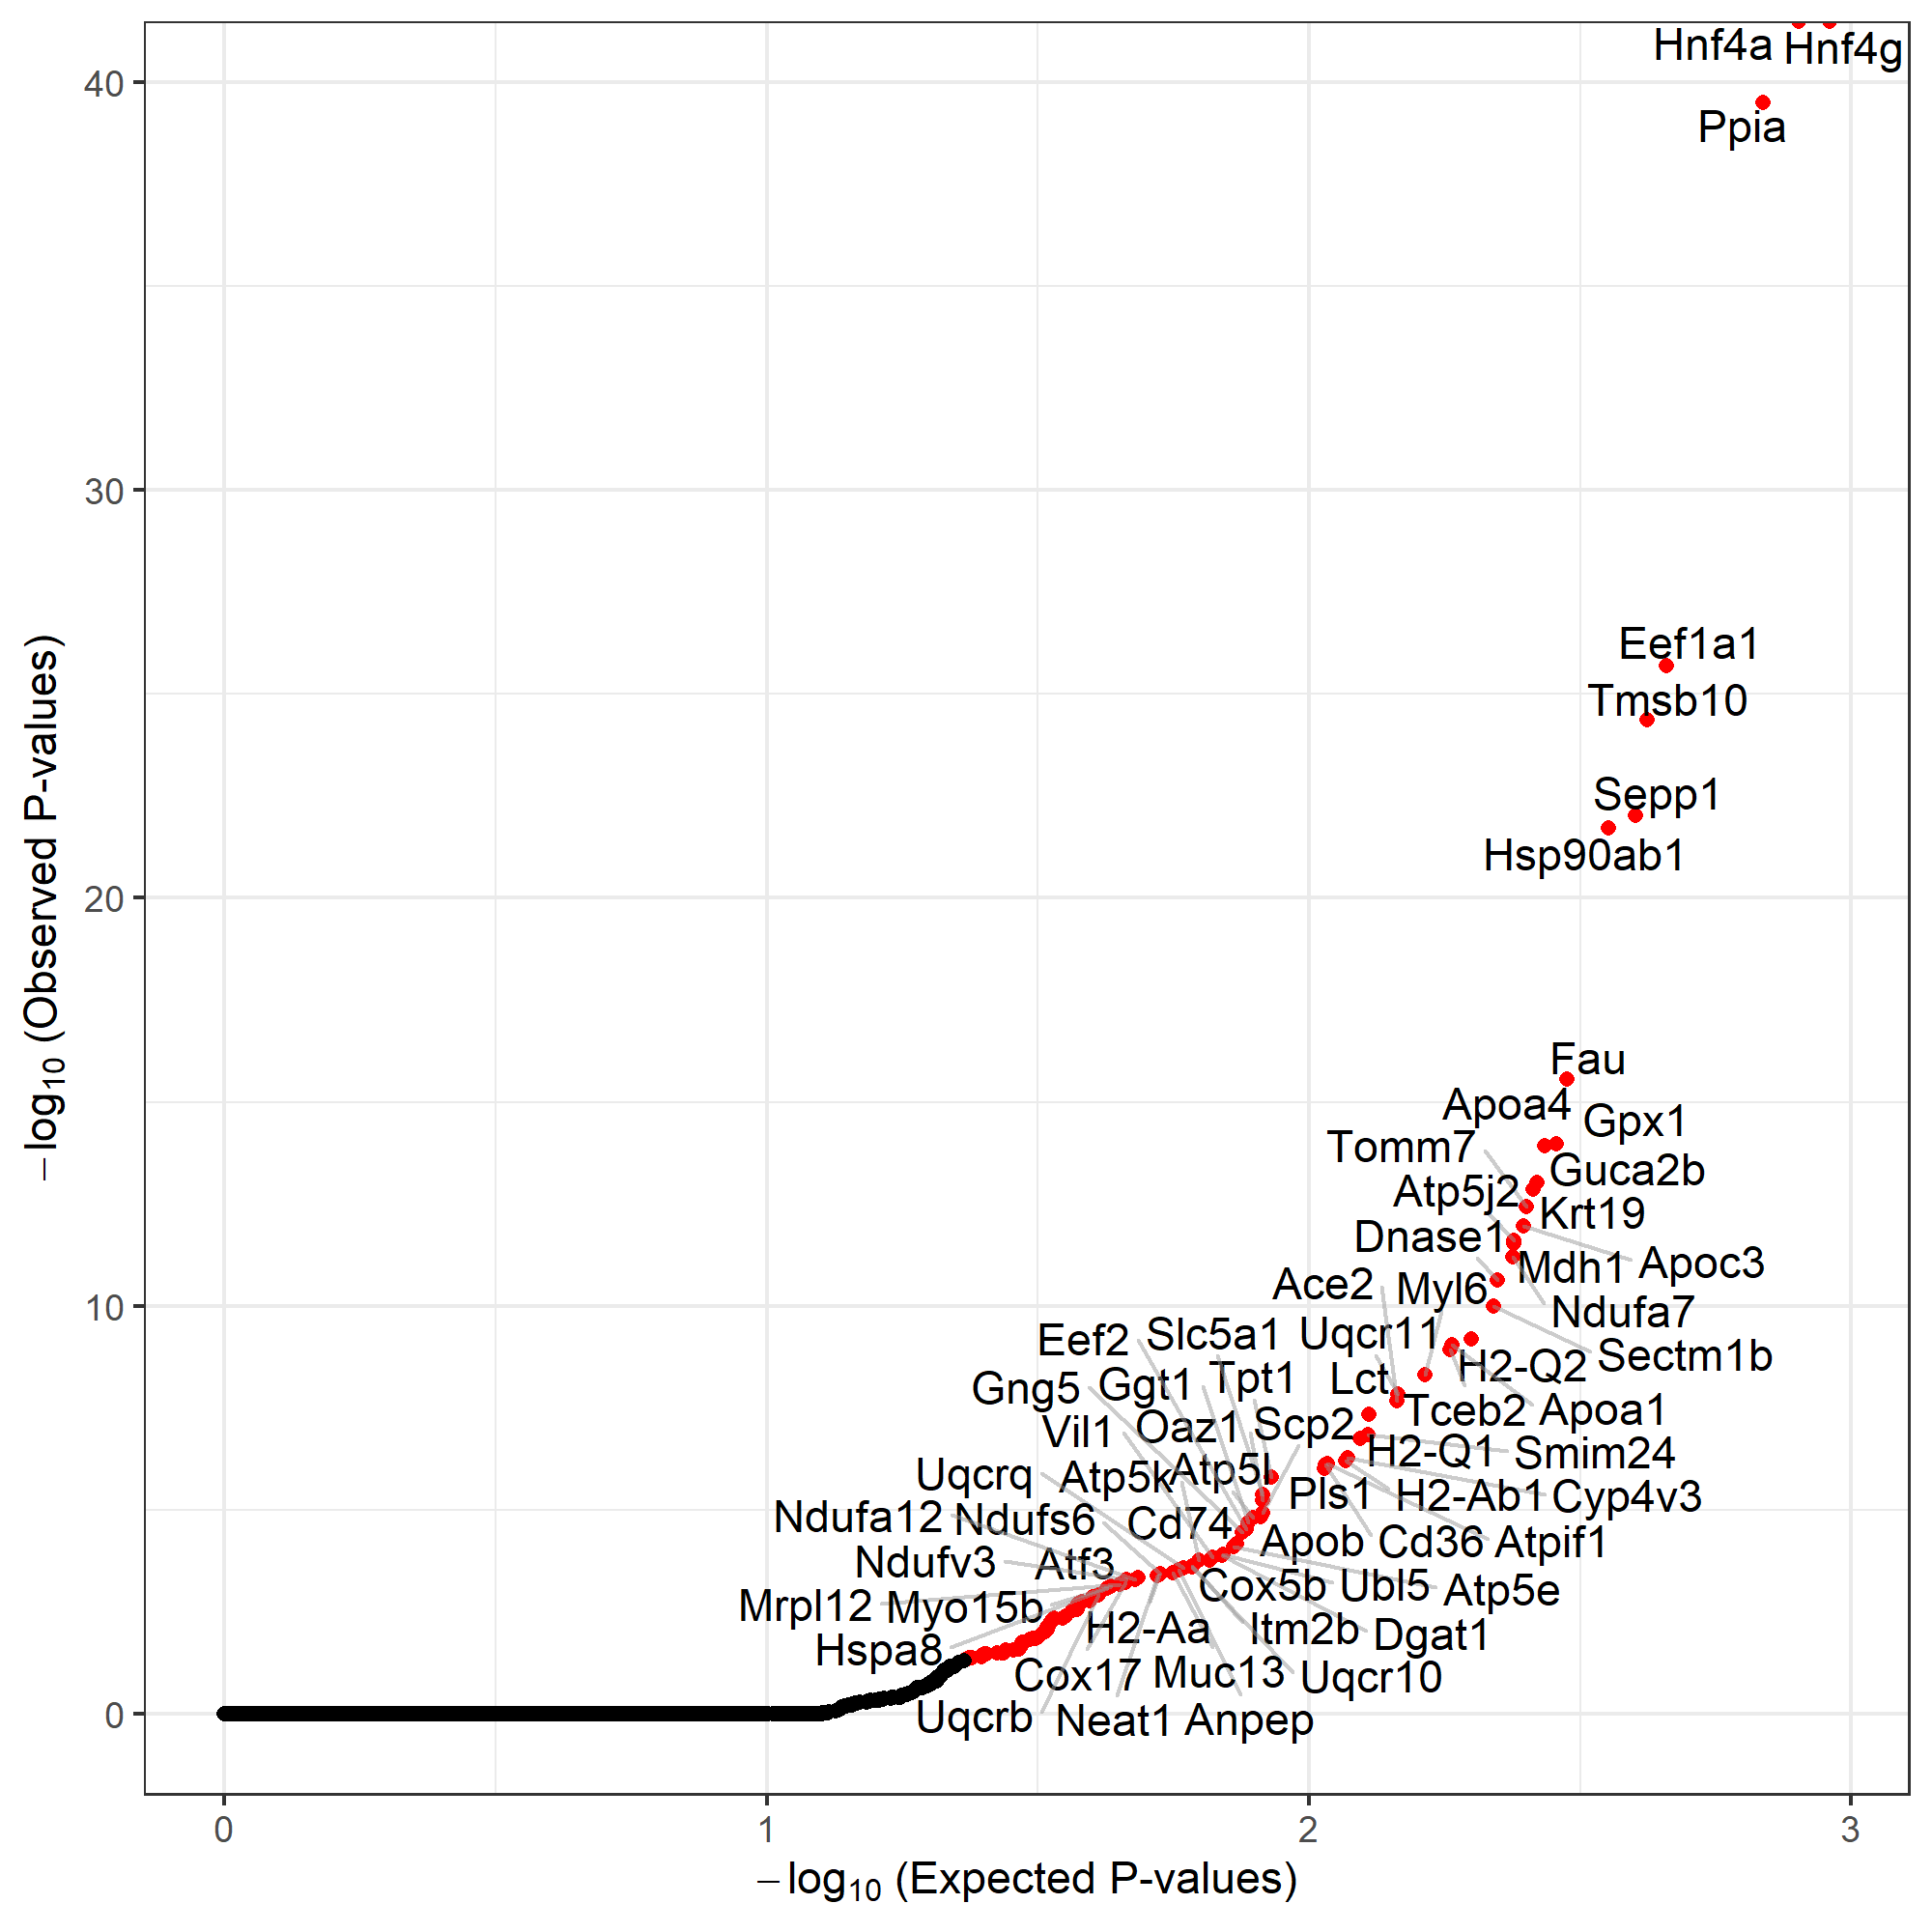 Hnf4a Hnf4g
40
Ppia
30
Eef1a1
Tmsb10
Sepp1
Hsp90ab1
20
Fau
Apoa4
Gpx1
Tomm7
Guca2b
Atp5j2
Krt19
Dnase1
Mdh1
Apoc3
Ace2
Myl6
Ndufa7
10
Eef2
Slc5a1
Uqcr11
H2-Q2
Sectm1b
Gng5
Ggt1
Tpt1
Lct
Tceb2
Apoa1
Vil1
Oaz1
Scp2
H2-Q1
Smim24
Uqcrq
Atp5k
Atp5l
Pls1
H2-Ab1
Cyp4v3
Ndufa12
Ndufs6
Cd74
Apob
Cd36
Atpif1
Ndufv3
Atf3
Cox5b
Ubl5
Atp5e
Mrpl12
Myo15b
H2-Aa
Itm2b
Dgat1
Hspa8
Cox17
Muc13
Uqcr10
Uqcrb
Neat1
Anpep
0
0 1 2 3
−log10 (Expected P-values)
−log10 (Observed P-values)